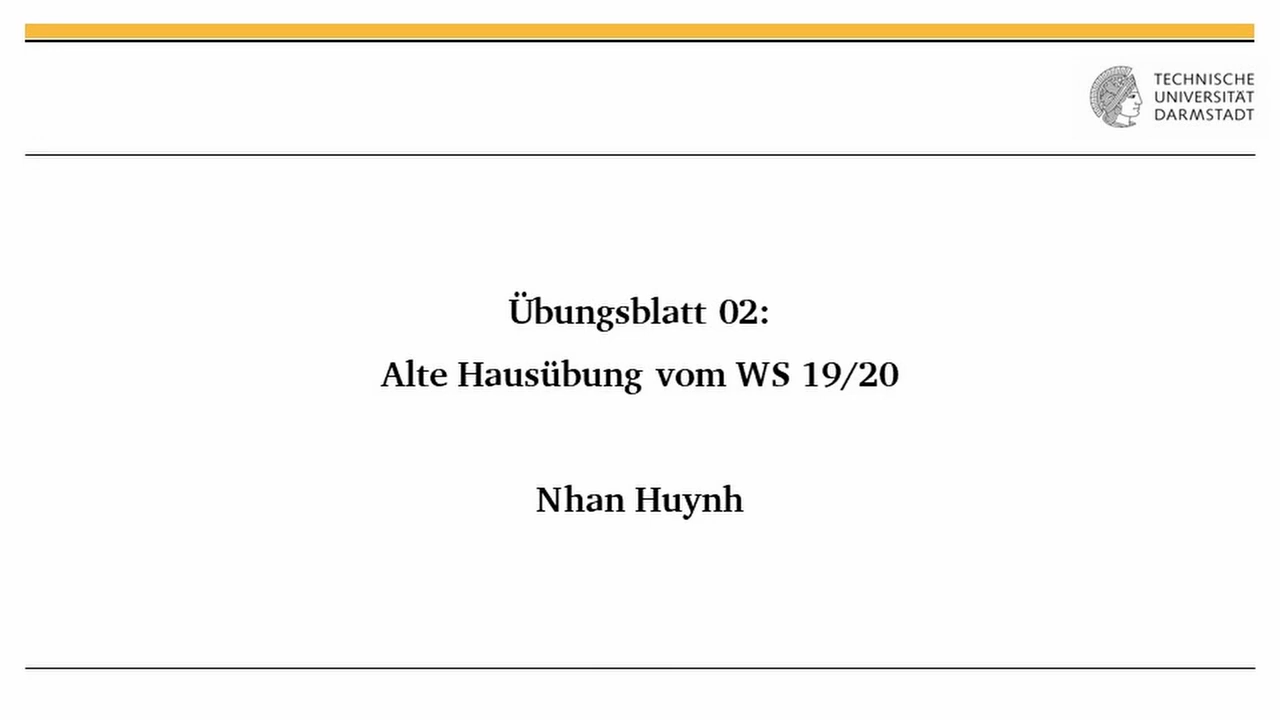 TECHNISCHE
UNIVERSITÄT
DARMSTADT
Übungsblatt 02:
Alte Hausübung vom WS 19/20
Nhan Huynh